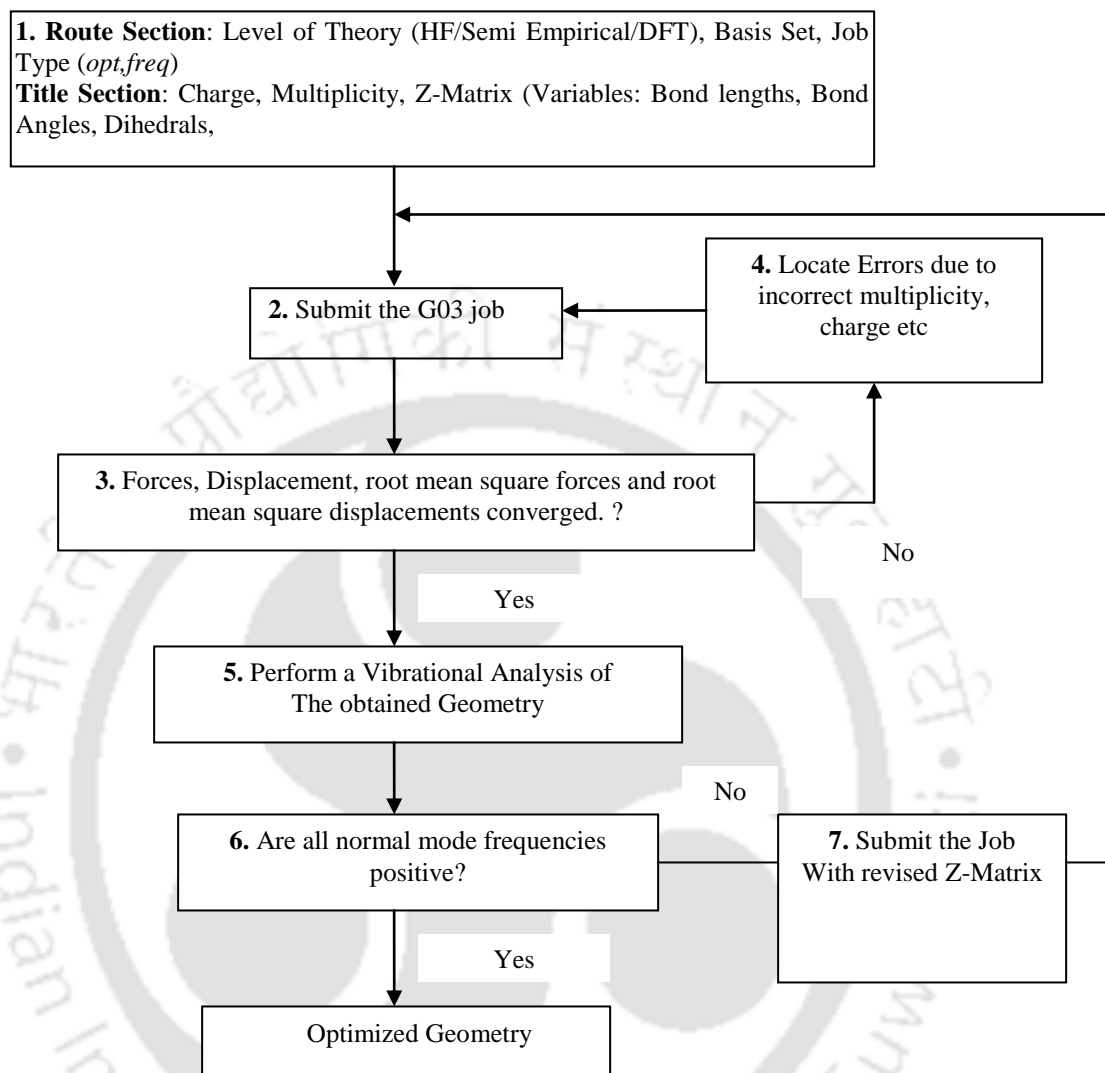 1. Route Section: Level of Theory (HF/Semi Empirical/DFT), Basis Set, Job
Type (opt,freq)
Title Section: Charge, Multiplicity, Z-Matrix (Variables: Bond lengths, Bond
Angles, Dihedrals,
4. Locate Errors due to
incorrect multiplicity,
charge etc
2. Submit the G03 job
3. Forces, Displacement, root mean square forces and root
mean square displacements converged. ?
No
Yes
5. Perform a Vibrational Analysis of
The obtained Geometry
No
6. Are all normal mode frequencies
positive?
7. Submit the Job
With revised Z-Matrix
Yes
Optimized Geometry
Indian